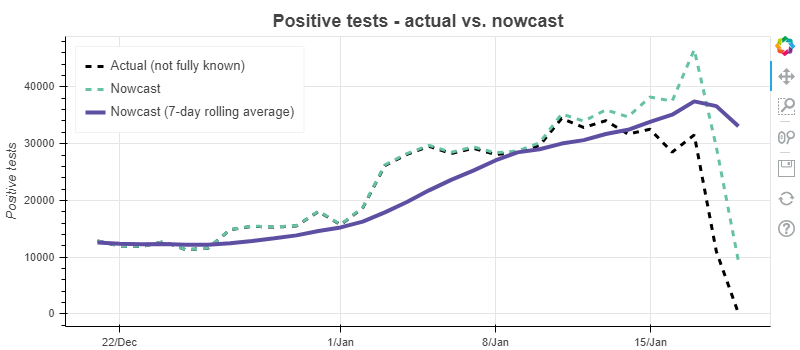 Positive tests - actual vs. nowcast
Actual (not fully known)
Nowcast
Nowcast (7-day rolling average)
Positive tests
40000
30000
20000
10000
0
22/Dec
1/Jan
8/Jan
15/Jan